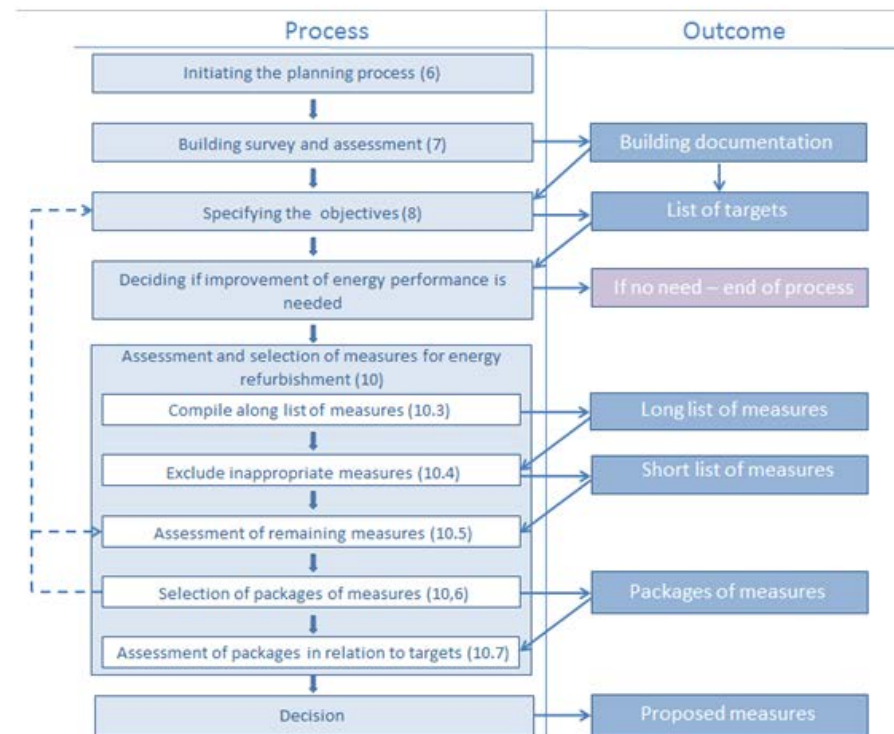 Process
Outcome
Initiating the planning process (6)
Building survey and assessment (7)
Building documentation
Specifying the  objectives (8)
List of targets
Deciding if improvement of energy performance is
needed
If no need – end of process
Assessment and selection of measures for energy
refurbishment (10)
Compile along list of measures (10.3)
Long list of measures
Exclude inappropriate measures (10.4)
Short list of measures
Assessment of remaining measures (10.5)
Selection of packages of measures (10,6)
Packages of measures
Assessment of packages in relation to targets (10.7)
Decision
Proposed measures